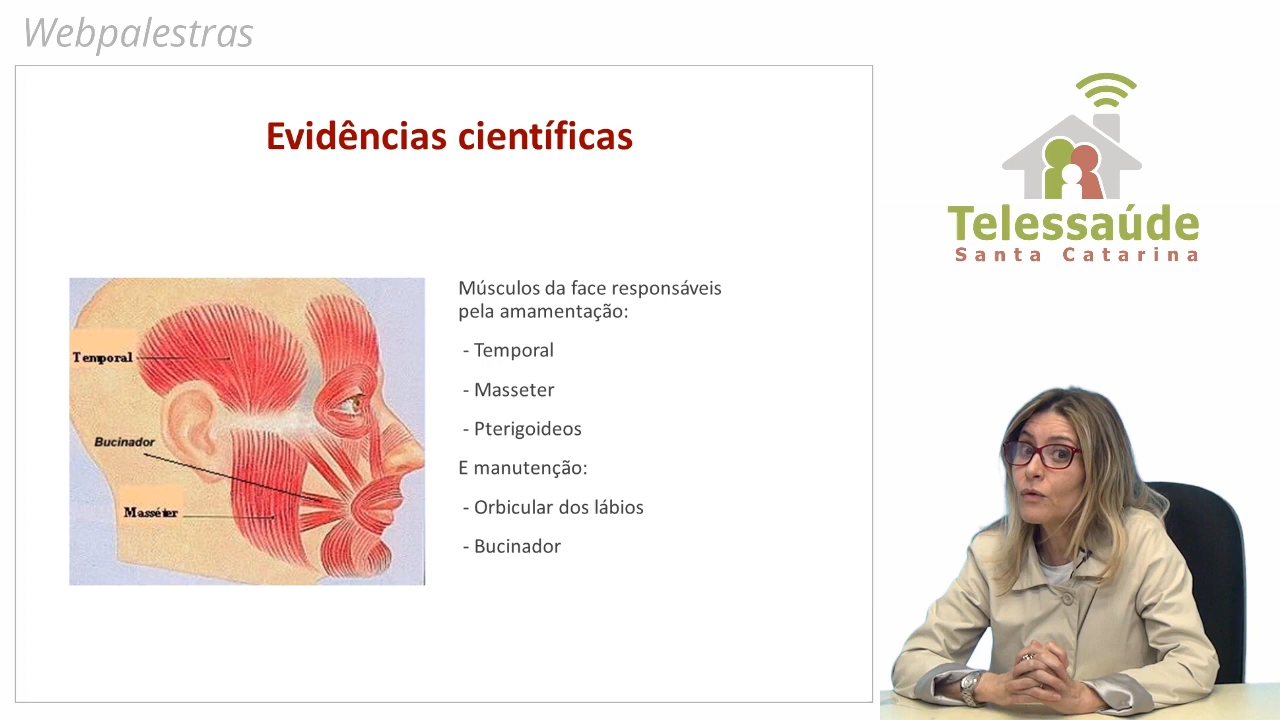 Webpalestras
Evidências científicas
Temporal
Bucinador
Masséter
Músculos da face responsáveis
pela amamentação:
- Temporal
- Masseter
- Pterigoideos
E manutenção:
- Orbicular dos lábios
- Bucinador
Telessaúde
Santa Catarina